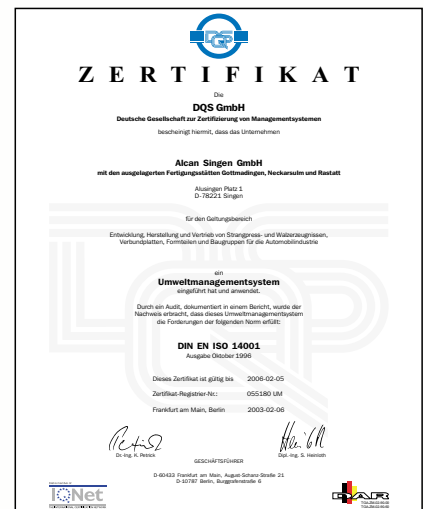 DQS
ZERTIFIKAT
Die
DQS GmbH
Deutsche Gesellschaft zur Zertifizierung von Managementsystemen
bescheinigt hiermit, dass das Unternehmen
Alcan Singen GmbH
mit den ausgelagerten Fertigungsstätten Gottmadingen, Neckarsulm und Rastatt
Alusingen Platz 1
D-78221 Singen
für den Geltungsbereich
Entwicklung, Herstellung und Vertrieb von Strangpress- und Walzerzeugnissen,
Verbundplatten, Formteilen und Baugruppen für die Automobilindustrie
ein
Umweltmanagementsystem
eingeführt hat und anwendet.
Durch ein Audit, dokumentiert in einem Bericht, wurde der
Nachweis erbracht, dass dieses Umweltmanagementsystem
die Forderungen der folgenden Norm erfüllt:
DIN EN ISO 14001
Ausgabe Oktober 1996
Dieses Zertifikat ist gültig bis 2006-02-05
Zertifikat-Registrier-Nr.: 055180 UM
Frankfurt am Main, Berlin 2003-02-06
Dr.-Ing. K. Petrick
Dipl.-Ing. S. Heinloth
GESCHÄFTSFÜHRER
D-60433 Frankfurt am Main, August-Schanz-Straße 21
D-10787 Berlin, Burggrafenstraße 6
IQNet
DAR